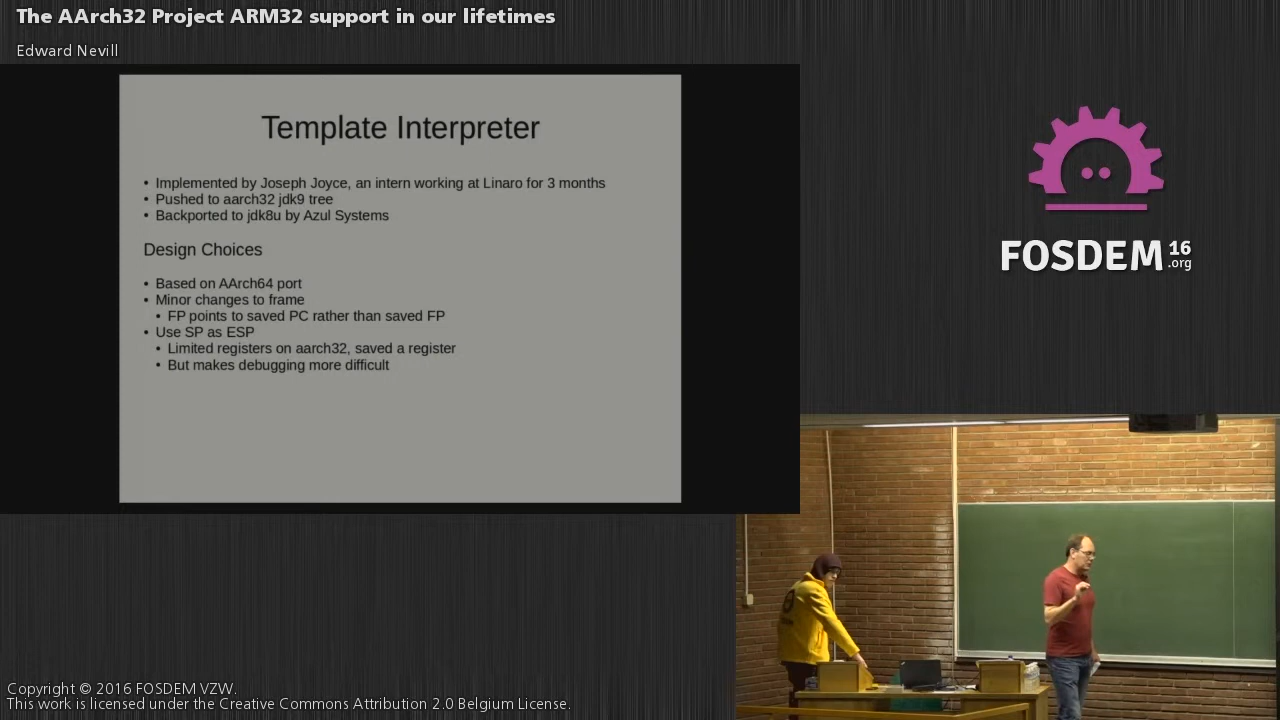 The AArch32 Project ARM32 support in our lifetimes
Edward Nevill
Template Interpreter
• Implemented by Joseph Joyce, an intern working at Linaro for 3 months
• Pushed to aarch32 jdk9 tree
• Backported to jdk8u by Azul Systems
Design Choices
• Based on AArch64 port
• Minor changes to frame
• FP points to saved PC rather than saved FP
• Use SP as ESP
• Limited registers on aarch32, saved a register
• But makes debugging more difficult
FOSDEM 16 .org
Copyright © 2016 FOSDEM VZW.
This work is licensed under the Creative Commons Attribution 2.0 Belgium License.